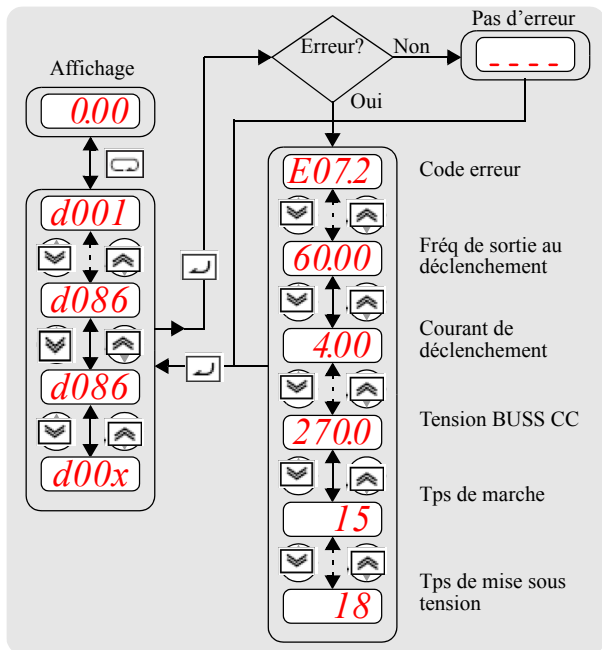 Pas d'erreur
Erreur?
Non
_ _ _ _
Affichage
0.00
Oui
d001
E07.2
Code erreur
60.00
Fréq de sortie au
déclenchement
d086
4.00
Courant de
déclenchement
d086
270.0
Tension BUSS CC
d00x
15
Tps de marche
18
Tps de mise sous
tension